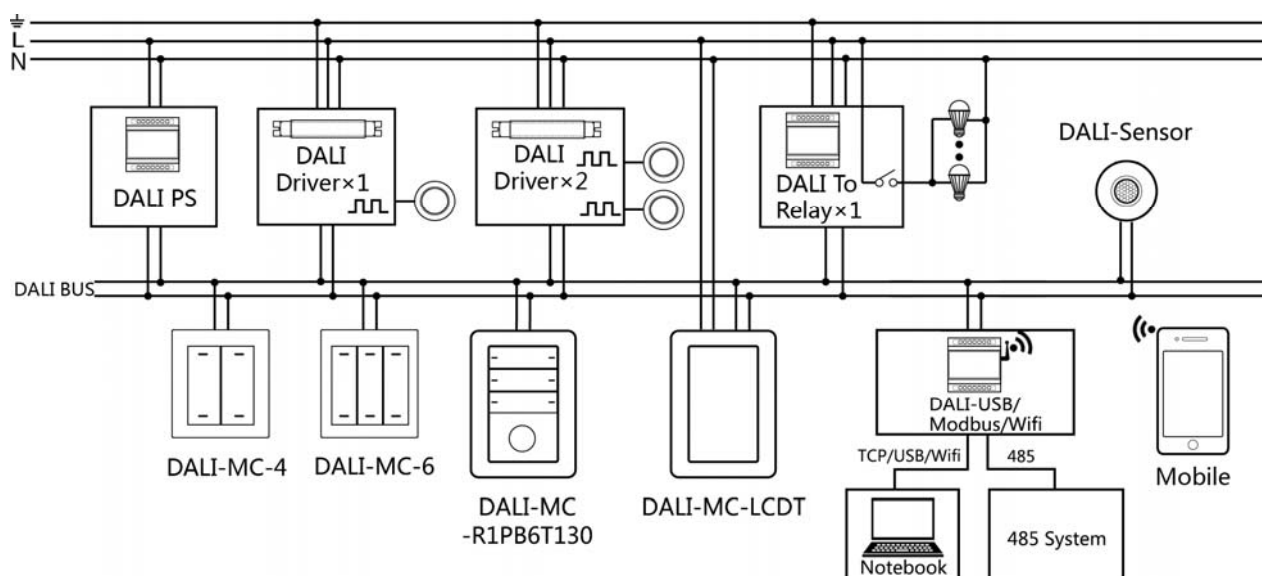 L
N
DALI PS
DALI
Driver×1
DALI
Driver×2
DALI To
Relay×1
DALI-Sensor
DALI BUS
DALI-MC-4
DALI-MC-6
DALI-MC
-R1PB6T130
DALI-MC-LCDT
DALI-USB/
Modbus/Wifi
TCP/USB/Wifi
485
Notebook
485 System
Mobile